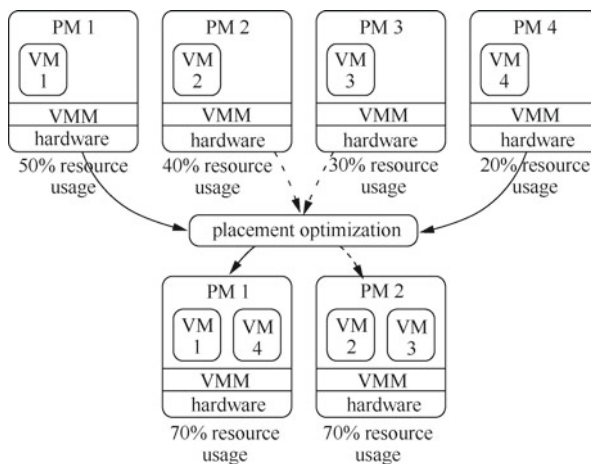 PM 1
PM 2
PM 3
PM 4
VM
1
VM
2
VM
3
VM
4
VMM
VMM
VMM
VMM
hardware
hardware
hardware
hardware
50% resource
usage
40% resource
usage
30% resource
usage
20% resource
usage
placement optimization
PM 1
PM 2
VM
1
VM
4
VM
2
VM
3
VMM
VMM
hardware
hardware
70% resource
usage
70% resource
usage